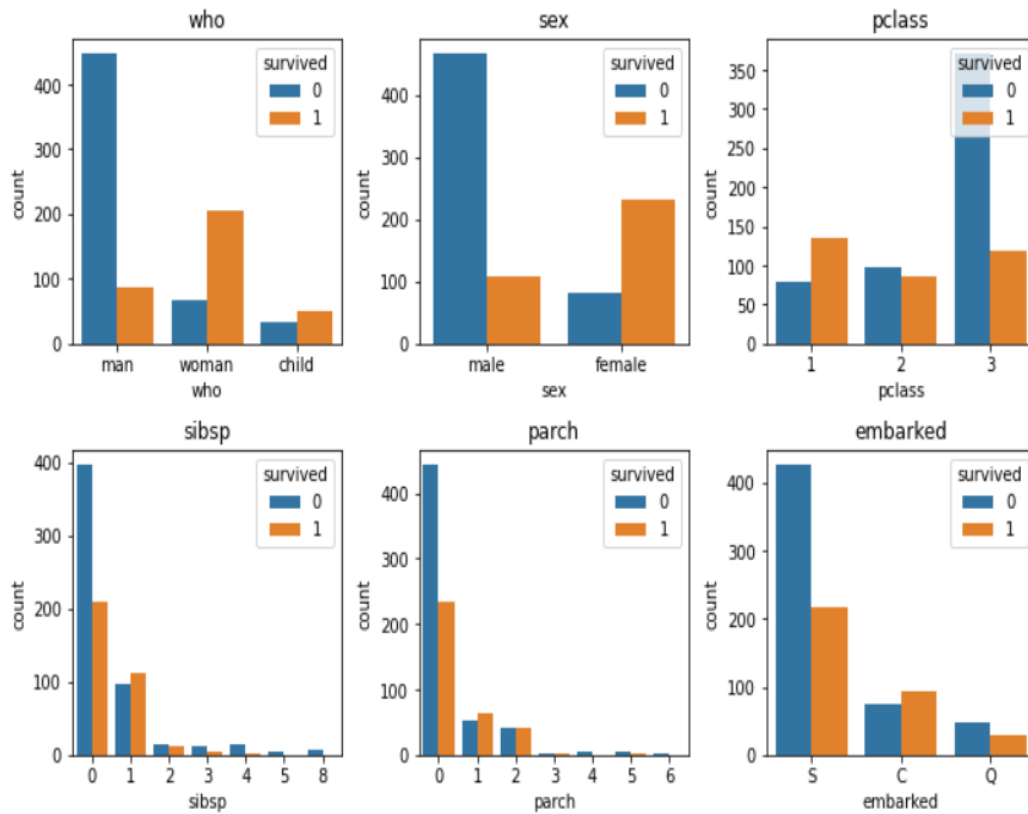 who
survived
0
1
400
300
200
100
0
count
man woman child
who
sex
survived
0
1
400
300
200
100
0
count
male female
sex
pclass
survived
0
1
350
300
250
200
150
100
50
0
count
1 2 3
pclass
sibsp
survived
0
1
400
300
200
100
0
count
0 1 2 3 4 5 8
sibsp
parch
survived
0
1
400
300
200
100
0
count
0 1 2 3 4 5 6
parch
embarked
survived
0
1
400
300
200
100
0
count
S C Q
embarked